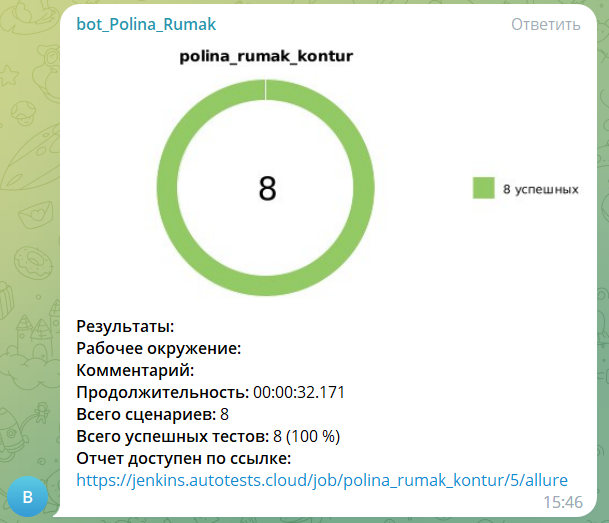 bot_Polina_Rumak
Ответить
polina_rumak_kontur
8
8 успешных
Результаты:
Рабочее окружение:
Комментарий:
Продолжительность: 00:00:32.171
Всего сценариев: 8
Всего успешных тестов: 8 (100 %)
Отчет доступен по ссылке:
https://jenkins.autotests.cloud/job/polina_rumak_kontur/5/allure
B
15:46